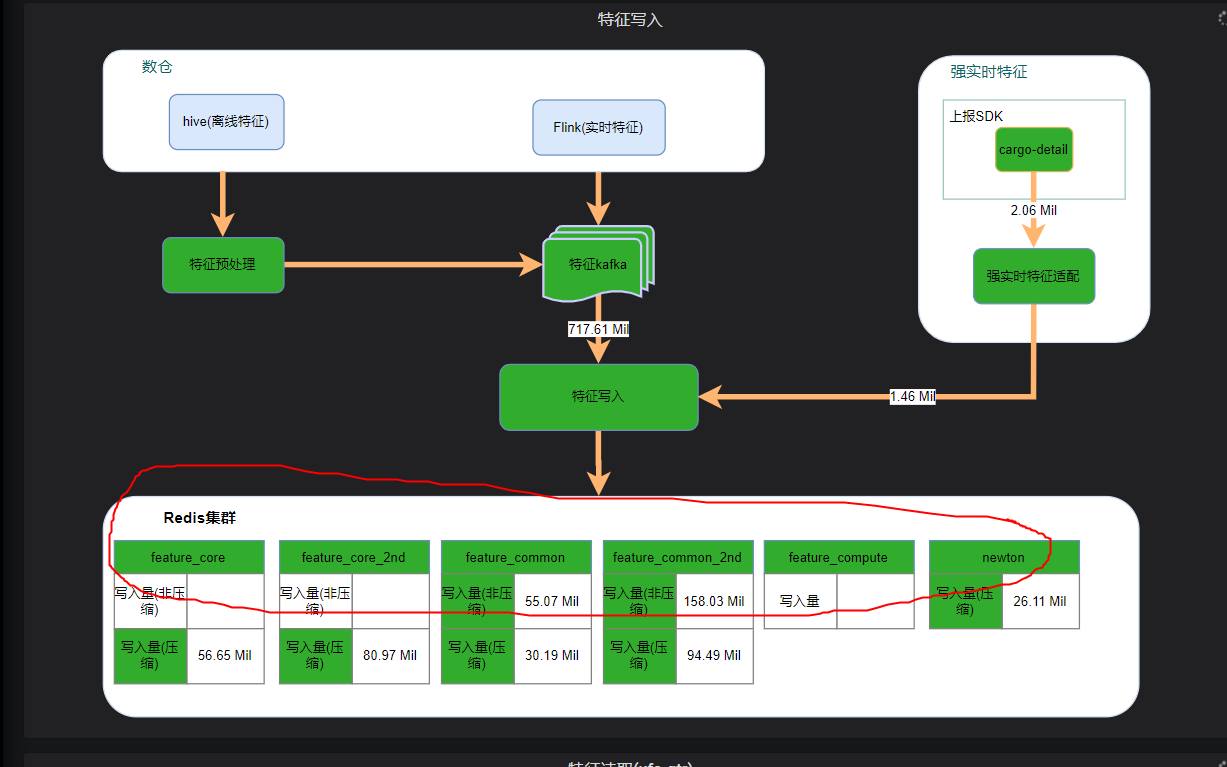 特征写入
数仓
hive(离线特征)
Flink(实时特征)
强实时特征
上报SDK
cargo-detail
2.06 Mil
强实时特征适配
特征预处理
特征kafka
717.61 Mil
特征写入
1.46 Mil
Redis集群
feature_core
写入量(非压
缩)
写入量(压
缩)
56.65 Mil
feature_core_2nd
写入量(非压
缩)
写入量(压
缩)
80.97 Mil
feature_common
写入量(非压
缩)
55.07 Mil
写入量(压
缩)
30.19 Mil
feature_common_2nd
写入量(非压
缩)
158.03 Mil
写入量(压
缩)
94.49 Mil
feature_compute
写入量
newton
写入量(压
缩)
26.11 Mil